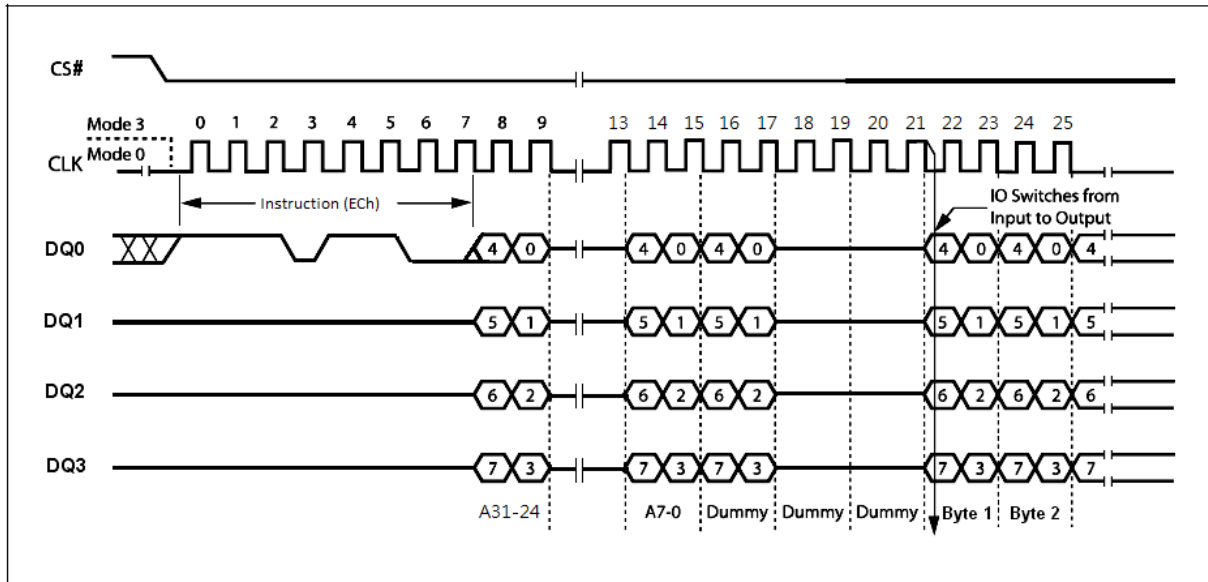 CS#
Mode 3 0 1 2 3 4 5 6 7 8 9 13 14 15 16 17 18 19 20 21 22 23 24 25
CLK Mode 0
Instruction (ECh)
IO Switches from
Input to Output
DQ0 4 0 4 0 4 0 4 0 4 0 4
DQ1 5 1 5 1 5 1 5 1 5 1 5
DQ2 6 2 6 2 6 2 6 2 6 2 6
DQ3 7 3 7 3 7 3 7 3 7 3 7
A31-24 A7-0 Dummy Dummy Dummy Byte 1 Byte 2